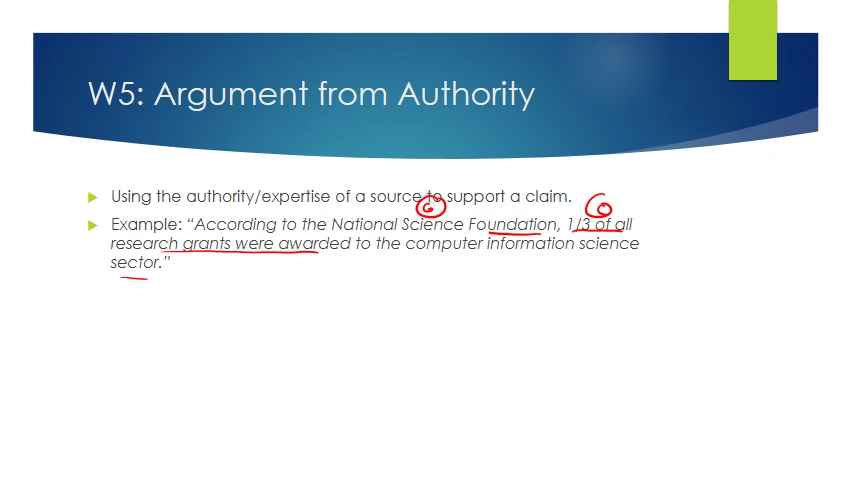 W5: Argument from Authority
Using the authority/expertise of a source to support a claim.
Example: “According to the National Science Foundation, 1/3 of all
research grants were awarded to the computer information science
sector.”